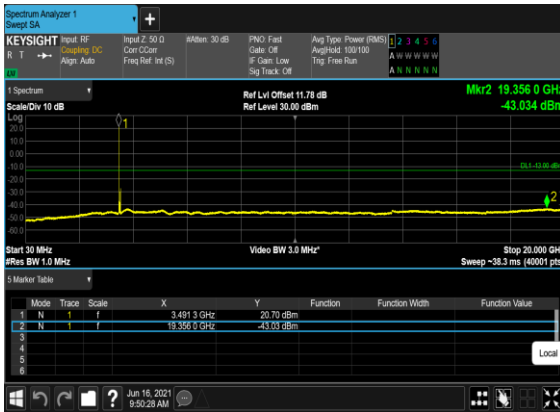 Spectrum Analyzer 1
Swept SA
+
KEYSIGHT Input: RF Input Z: 50 Ω #Atten: 30 dB PNO: Fast Avg Type: Power (RMS) 1 2 3 4 5 6
R T Coupling: DC Corr CCorr Gate: Off Avg|Hold: 100/100 A W W W W W
Align: Auto Freq Ref: Int (S) IF Gain: Low Trig: Free Run
LNI Sig Track: Off A N N N N N
1 Spectrum Ref Lvl Offset 11.78 dB Mkr2 19.356 0 GHz
Scale/Div 10 dB Ref Level 30.00 dBm -43.034 dBm
Log
20.0
10.0
0.00
-10.0
-20.0
-30.0
-40.0
-50.0
-60.0
1
DL1 -13.00 dBm
2
Start 30 MHz Video BW 3.0 MHz* Stop 20.000 GHz
#Res BW 1.0 MHz Sweep ~38.3 ms (40001 pts)
5 Marker Table
Mode Trace Scale X Y Function Function Width Function Value
1 N 1 f 3.491 3 GHz 20.70 dBm
2 N 1 f 19.356 0 GHz -43.03 dBm
3
4
5
6
Local
? Jun 16, 2021
9:50:28 AM